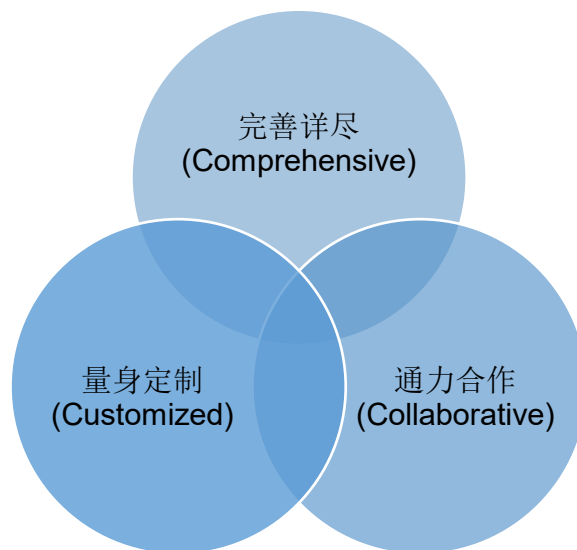 完善详尽
(Comprehensive)
量身定制
(Customized)
通力合作
(Collaborative)